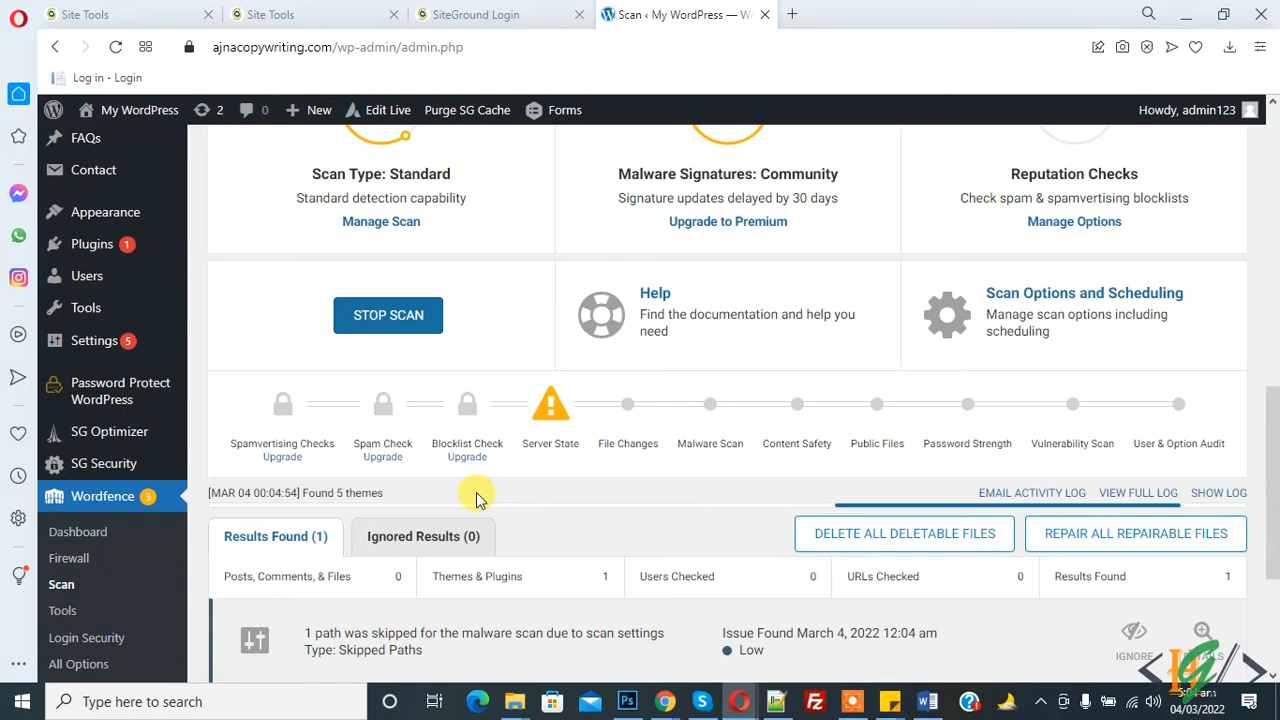 Site Tools
Site Tools
SiteGround Login
Scan ‹ My WordPress — W
ajnacopywriting.com/wp-admin/admin.php
Log in - Login
My WordPress
2
0
New
Edit Live
Purge SG Cache
Forms
Howdy, admin123
FAQs
Contact
Appearance
Plugins 1
Users
Tools
Settings 5
Password Protect
WordPress
SG Optimizer
SG Security
Wordfence 3
Dashboard
Firewall
Scan
Tools
Login Security
All Options
Scan Type: Standard
Standard detection capability
Manage Scan
Malware Signatures: Community
Signature updates delayed by 30 days
Upgrade to Premium
Reputation Checks
Check spam & spamvertising blocklists
Manage Options
STOP SCAN
Help
Find the documentation and help you
need
Scan Options and Scheduling
Manage scan options including
scheduling
Spamvertising Checks
Upgrade
Spam Check
Upgrade
Blocklist Check
Upgrade
Server State
File Changes
Malware Scan
Content Safety
Public Files
Password Strength
Vulnerability Scan
User & Option Audit
[MAR 04 00:04:54] Found 5 themes
EMAIL ACTIVITY LOG
VIEW FULL LOG
SHOW LOG
Results Found (1)
Ignored Results (0)
DELETE ALL DELETABLE FILES
REPAIR ALL REPAIRABLE FILES
Posts, Comments, & Files 0
Themes & Plugins 1
Users Checked 0
URLs Checked 0
Results Found 1
1 path was skipped for the malware scan due to scan settings
Type: Skipped Paths
Issue Found March 4, 2022 12:04 am
Low
IGNORE
Type here to search
04/03/2022